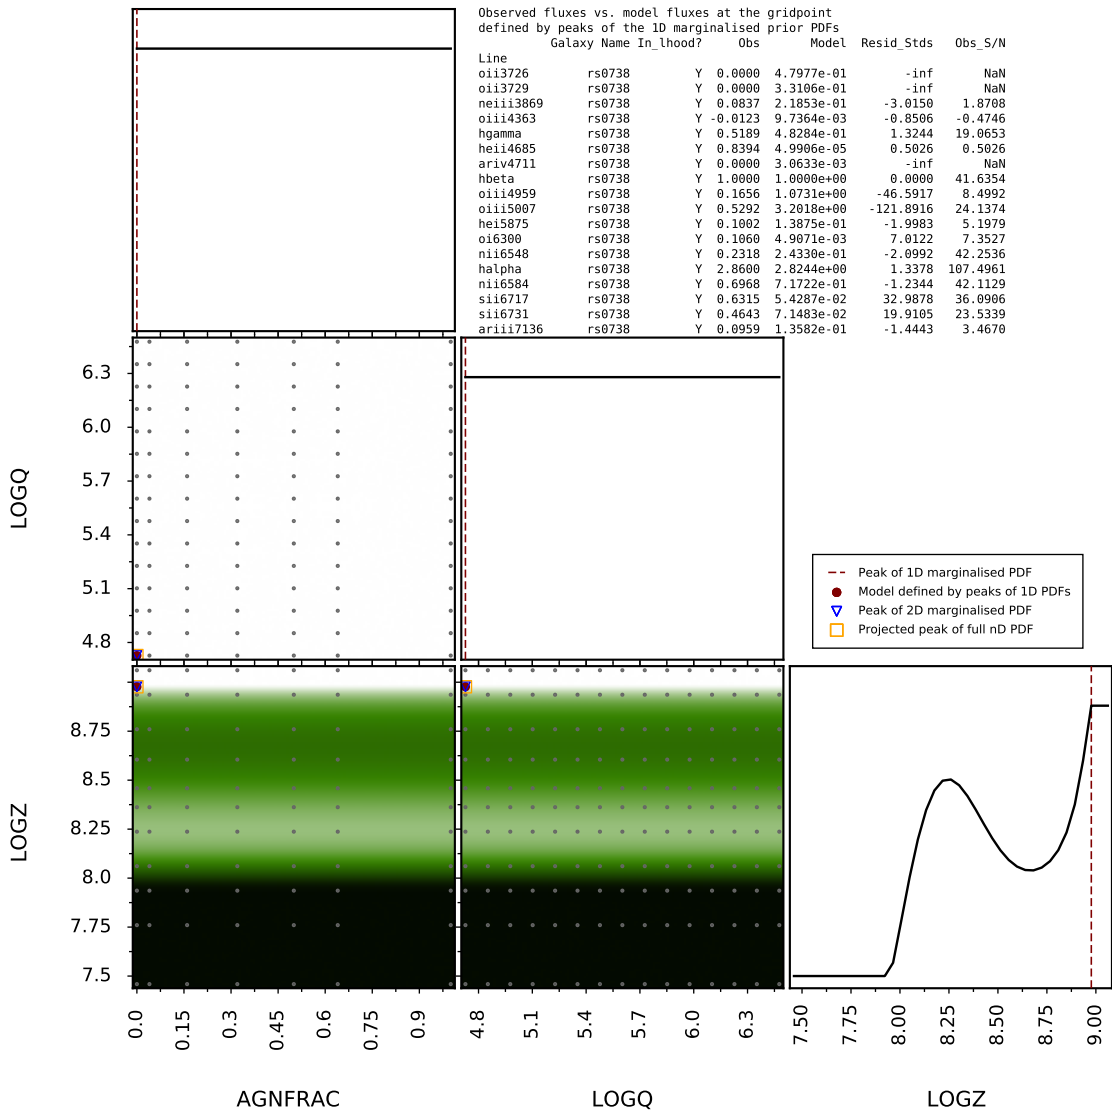 Observed fluxes vs. model fluxes at the gridpoint
defined by peaks of the 1D marginalised prior PDFs
Galaxy Name In_lhood? Obs Model Resid_Stds Obs_S/N
Line
oii3726 rs0738 Y 0.0000 4.7977e-01 -inf NaN
oii3729 rs0738 Y 0.0000 3.3106e-01 -inf NaN
neiii3869 rs0738 Y 0.0837 2.1853e-01 -3.0150 1.8708
oiii4363 rs0738 Y -0.0123 9.7364e-03 -0.8506 -0.4746
hgamma rs0738 Y 0.5189 4.8284e-01 1.3244 19.0653
heii4685 rs0738 Y 0.8394 4.9906e-05 0.5026 0.5026
ariv4711 rs0738 Y 0.0000 3.0633e-03 -inf NaN
hbeta rs0738 Y 1.0000 1.0000e+00 0.0000 41.6354
oiii4959 rs0738 Y 0.1656 1.0731e+00 -46.5917 8.4992
oiii5007 rs0738 Y 0.5292 3.2018e+00 -121.8916 24.1374
hei5875 rs0738 Y 0.1002 1.3875e-01 -1.9983 5.1979
oi6300 rs0738 Y 0.1060 4.9071e-03 7.0122 7.3527
nii6548 rs0738 Y 0.2318 2.4330e-01 -2.0992 42.2536
halpha rs0738 Y 2.8600 2.8244e+00 1.3378 107.4961
nii6584 rs0738 Y 0.6968 7.1722e-01 -1.2344 42.1129
sii6717 rs0738 Y 0.6315 5.4287e-02 32.9878 36.0906
sii6731 rs0738 Y 0.4643 7.1483e-02 19.9105 23.5339
ariii7136 rs0738 Y 0.0959 1.3582e-01 -1.4443 3.4670
6.3
6.0
5.7
5.4
5.1
4.8
LOGQ
Peak of 1D marginalised PDF
Model defined by peaks of 1D PDFs
Peak of 2D marginalised PDF
Projected peak of full nD PDF
8.75
8.5
8.25
8.0
7.75
7.5
LOGZ
0.0 0.15 0.3 0.45 0.6 0.75 0.9
4.8 5.1 5.4 5.7 6.0 6.3
7.50 7.75 8.00 8.25 8.50 8.75 9.00
AGNFRAC LOGQ LOGZ